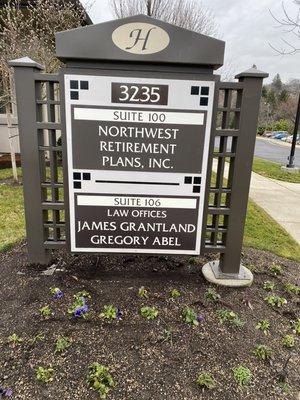 H
3235
SUITE 100
NORTHWEST
RETIREMENT
PLANS, INC.
SUITE 106
LAW OFFICES
JAMES GRANTLAND
GREGORY ABEL